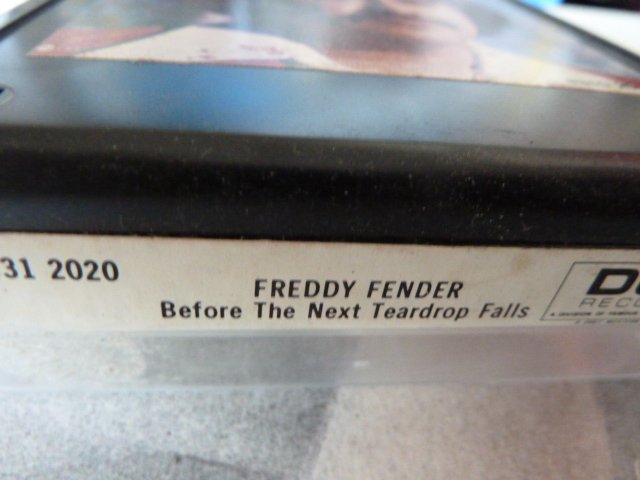 31 2020
FREDDY FENDER
Before The Next Teardrop Falls